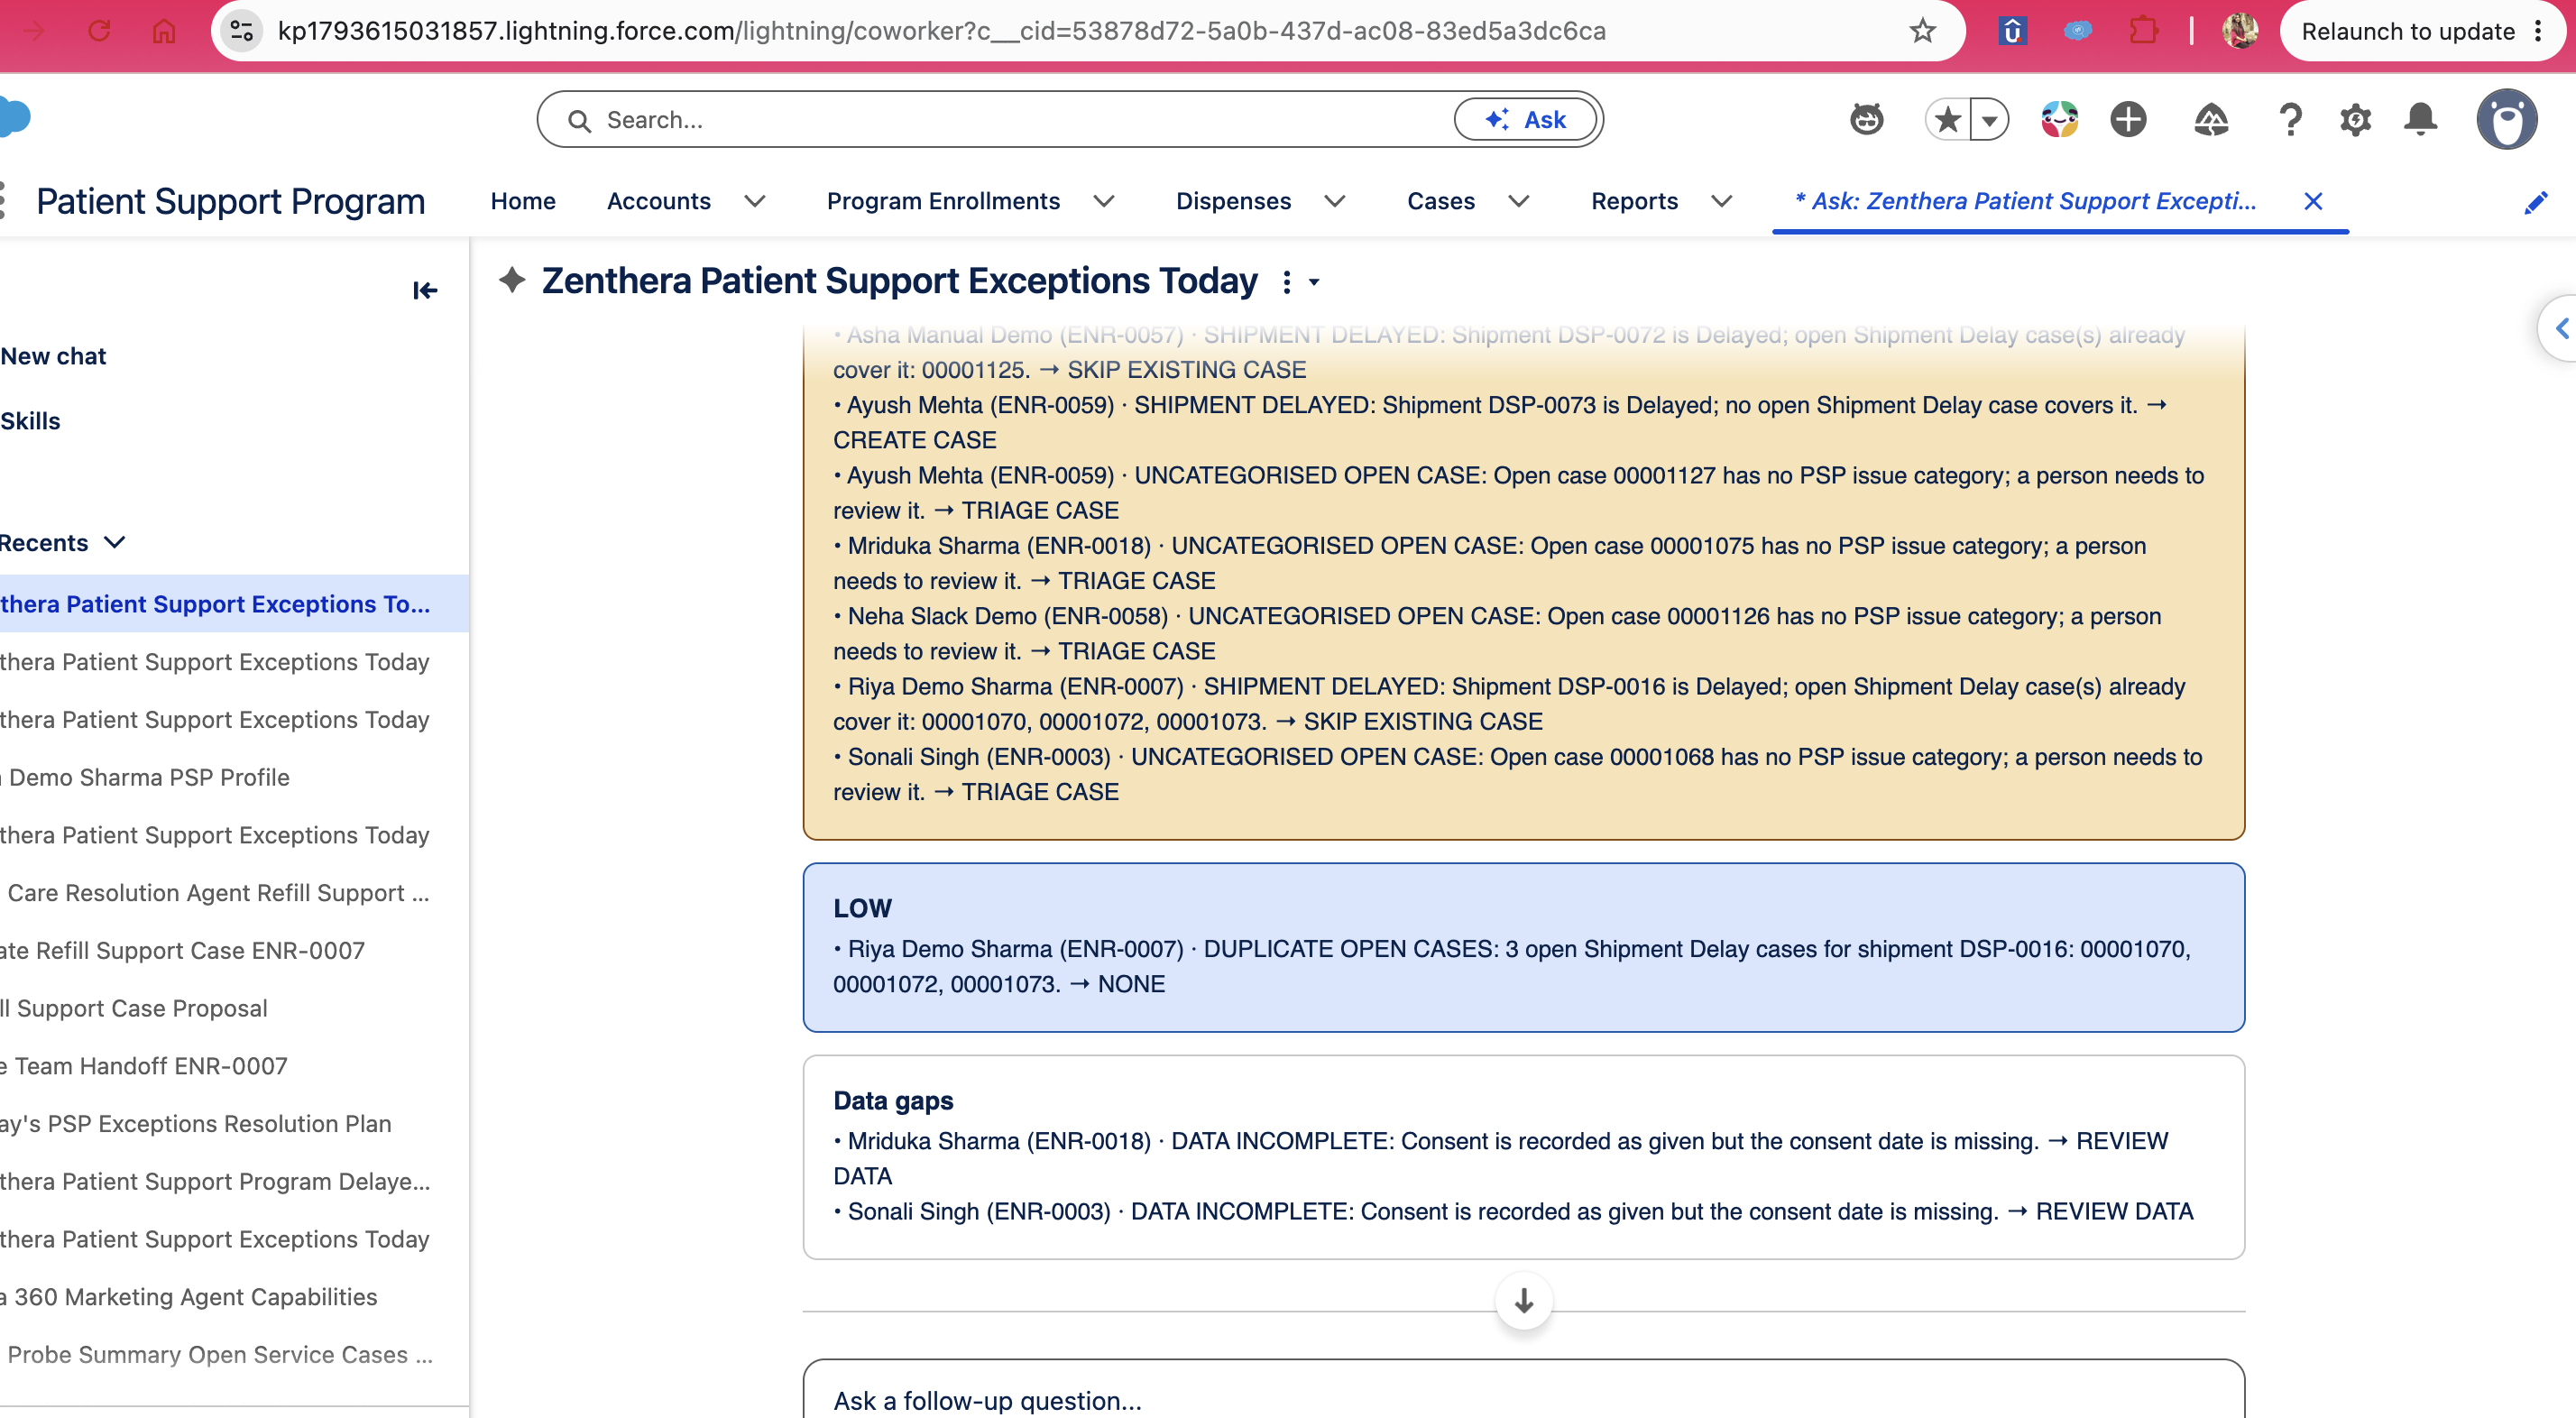 kp1793615031857.lightning.force.com/lightning/coworker?c__cid=53878d72-5a0b-437d-ac08-83ed5a3dc6ca
Relaunch to update
Search...
Ask
Patient Support Program
Home
Accounts
Program Enrollments
Dispenses
Cases
Reports
* Ask: Zenthera Patient Support Excepti...
New chat
Skills
Recents
thera Patient Support Exceptions To...
thera Patient Support Exceptions Today
thera Patient Support Exceptions Today
Demo Sharma PSP Profile
thera Patient Support Exceptions Today
Care Resolution Agent Refill Support ...
ate Refill Support Case ENR-0007
ll Support Case Proposal
e Team Handoff ENR-0007
ay's PSP Exceptions Resolution Plan
thera Patient Support Program Delaye...
thera Patient Support Exceptions Today
a 360 Marketing Agent Capabilities
Probe Summary Open Service Cases ...
Zenthera Patient Support Exceptions Today
• Asha Manual Demo (ENR-0057) · SHIPMENT DELAYED: Shipment DSP-0072 is Delayed; open Shipment Delay case(s) already
cover it: 00001125. → SKIP EXISTING CASE
• Ayush Mehta (ENR-0059) · SHIPMENT DELAYED: Shipment DSP-0073 is Delayed; no open Shipment Delay case covers it. →
CREATE CASE
• Ayush Mehta (ENR-0059) · UNCATEGORISED OPEN CASE: Open case 00001127 has no PSP issue category; a person needs to
review it. → TRIAGE CASE
• Mriduka Sharma (ENR-0018) · UNCATEGORISED OPEN CASE: Open case 00001075 has no PSP issue category; a person
needs to review it. → TRIAGE CASE
• Neha Slack Demo (ENR-0058) · UNCATEGORISED OPEN CASE: Open case 00001126 has no PSP issue category; a person
needs to review it. → TRIAGE CASE
• Riya Demo Sharma (ENR-0007) · SHIPMENT DELAYED: Shipment DSP-0016 is Delayed; open Shipment Delay case(s) already
cover it: 00001070, 00001072, 00001073. → SKIP EXISTING CASE
• Sonali Singh (ENR-0003) · UNCATEGORISED OPEN CASE: Open case 00001068 has no PSP issue category; a person needs to
review it. → TRIAGE CASE
LOW
• Riya Demo Sharma (ENR-0007) · DUPLICATE OPEN CASES: 3 open Shipment Delay cases for shipment DSP-0016: 00001070,
00001072, 00001073. → NONE
Data gaps
• Mriduka Sharma (ENR-0018) · DATA INCOMPLETE: Consent is recorded as given but the consent date is missing. → REVIEW
DATA
• Sonali Singh (ENR-0003) · DATA INCOMPLETE: Consent is recorded as given but the consent date is missing. → REVIEW DATA
Ask a follow-up question...